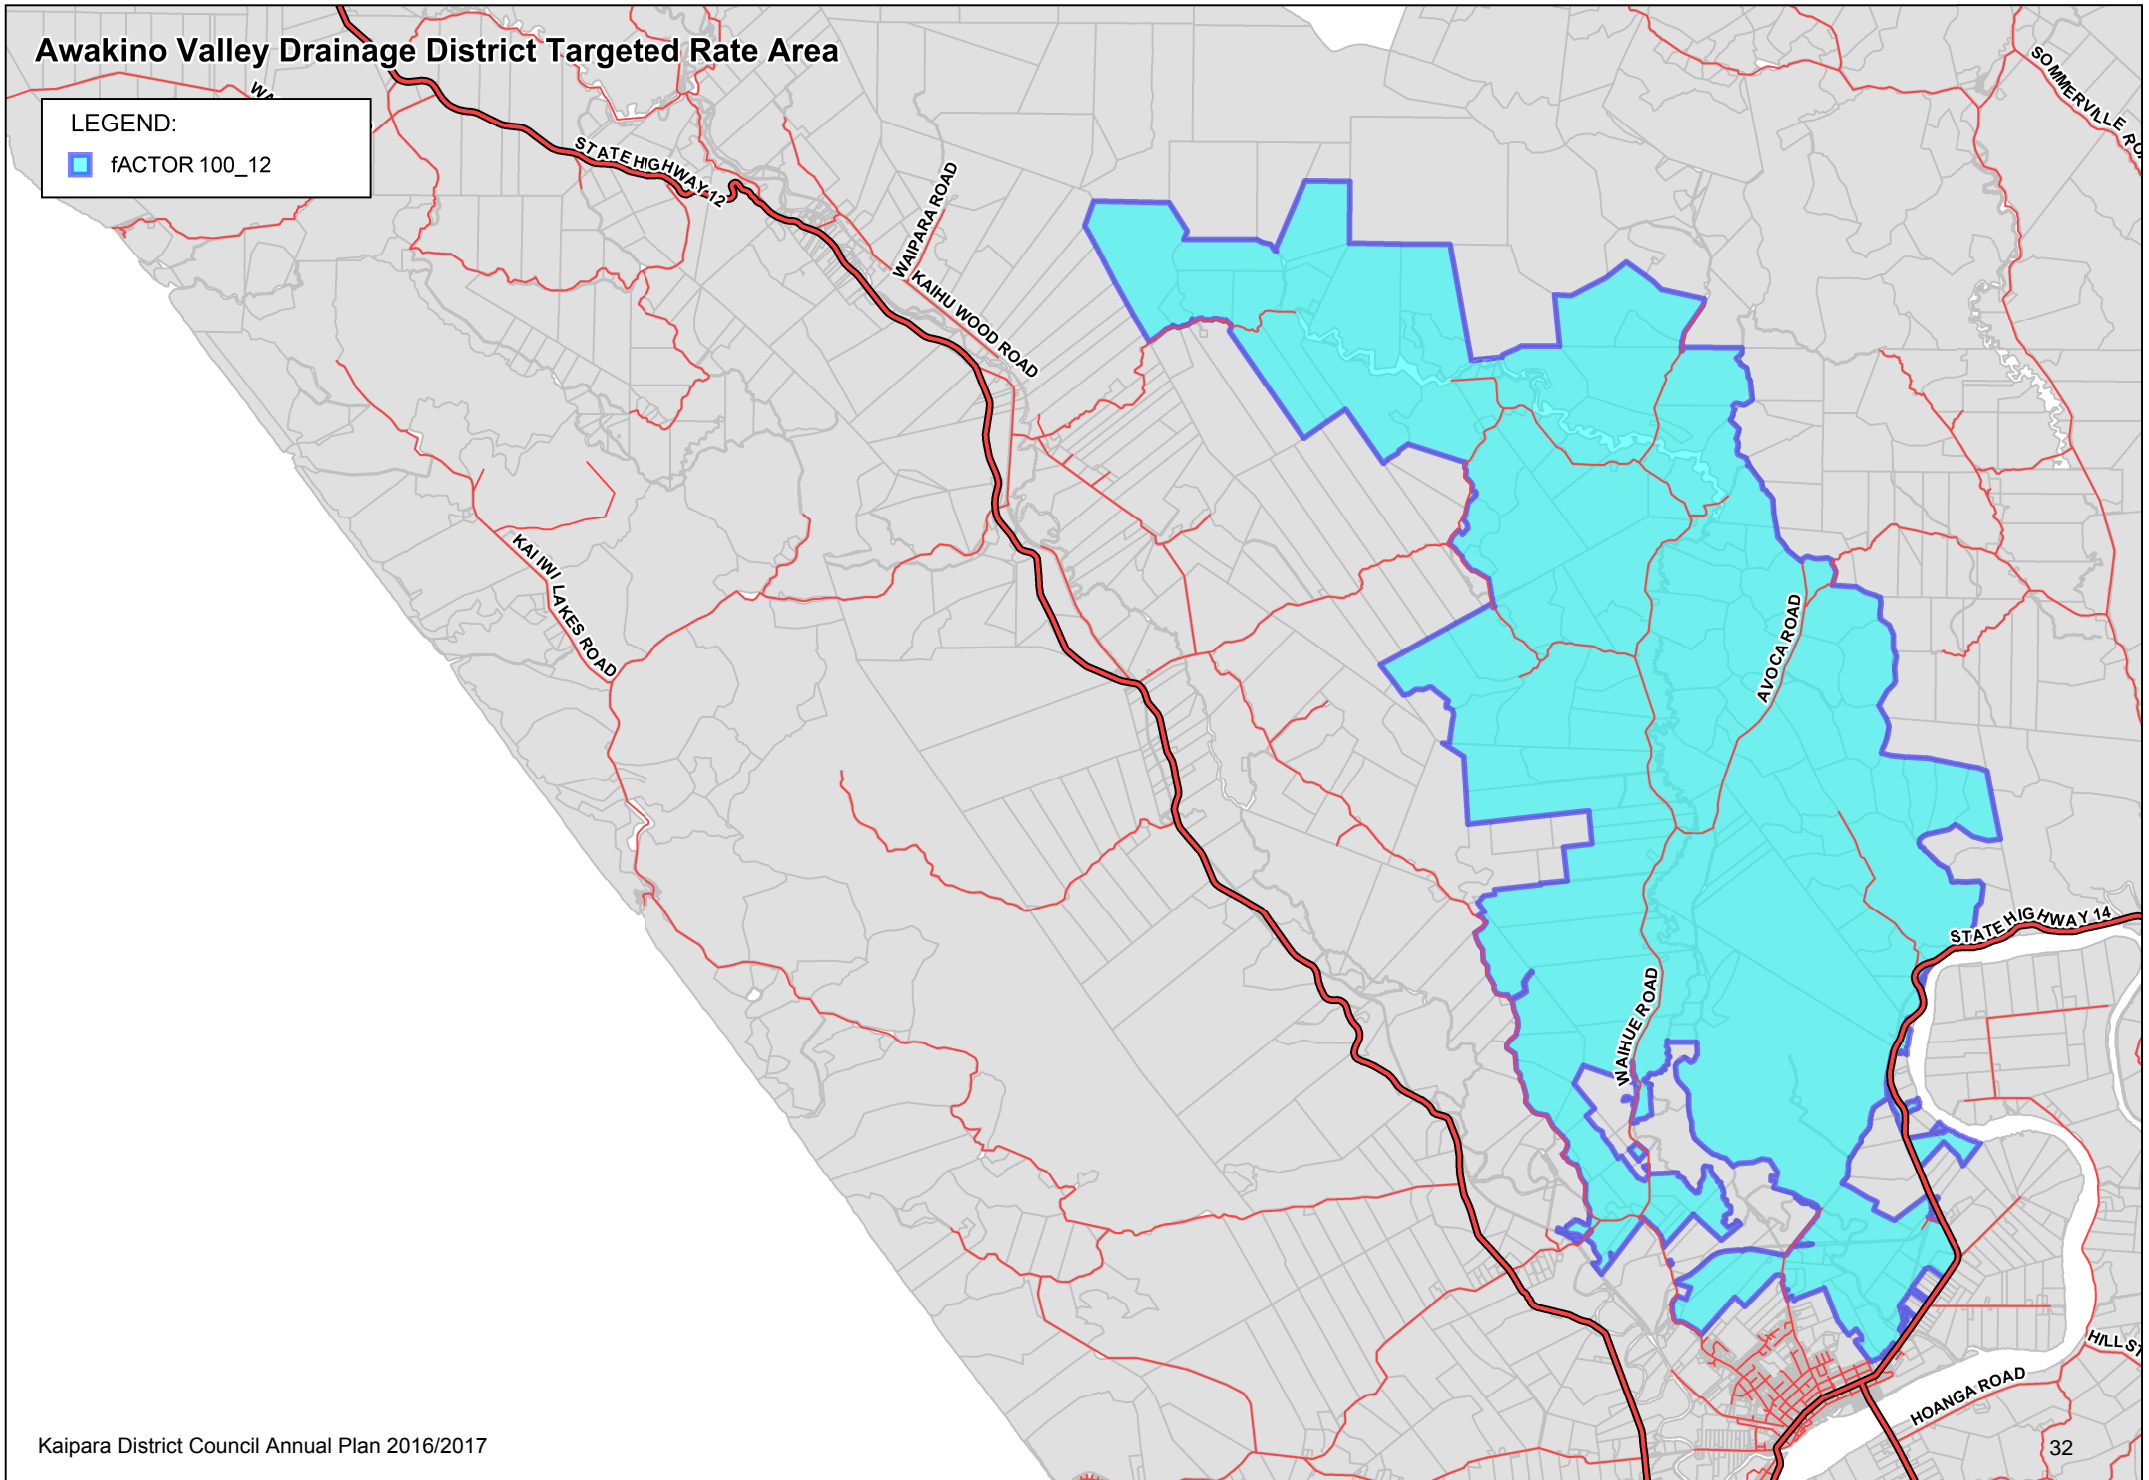 Awakino Valley Drainage District Targeted Rate Area
LEGEND:
fACTOR 100_12
STATE HIGHWAY 12
WAIPARA ROAD
KAIHU WOOD ROAD
SOMMERVILLE
KAI IWI LAKES ROAD
AVOCA ROAD
STATE HIGHWAY 14
WAIHUE ROAD
HILL
HOANGA ROAD
Kaipara District Council Annual Plan 2016/2017
32